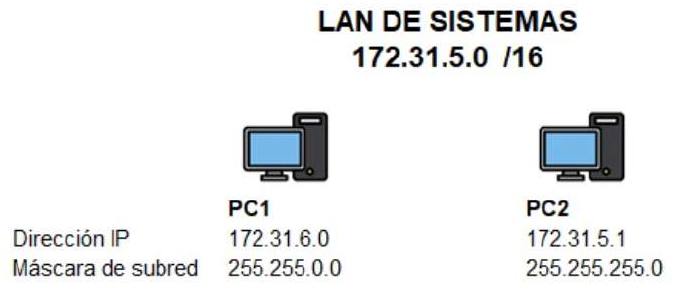 LAN DE SISTEMAS
172.31.5.0 /16
PC1 PC2
Dirección IP 172.31.6.0 172.31.5.1
Máscara de subred 255.255.0.0 255.255.255.0